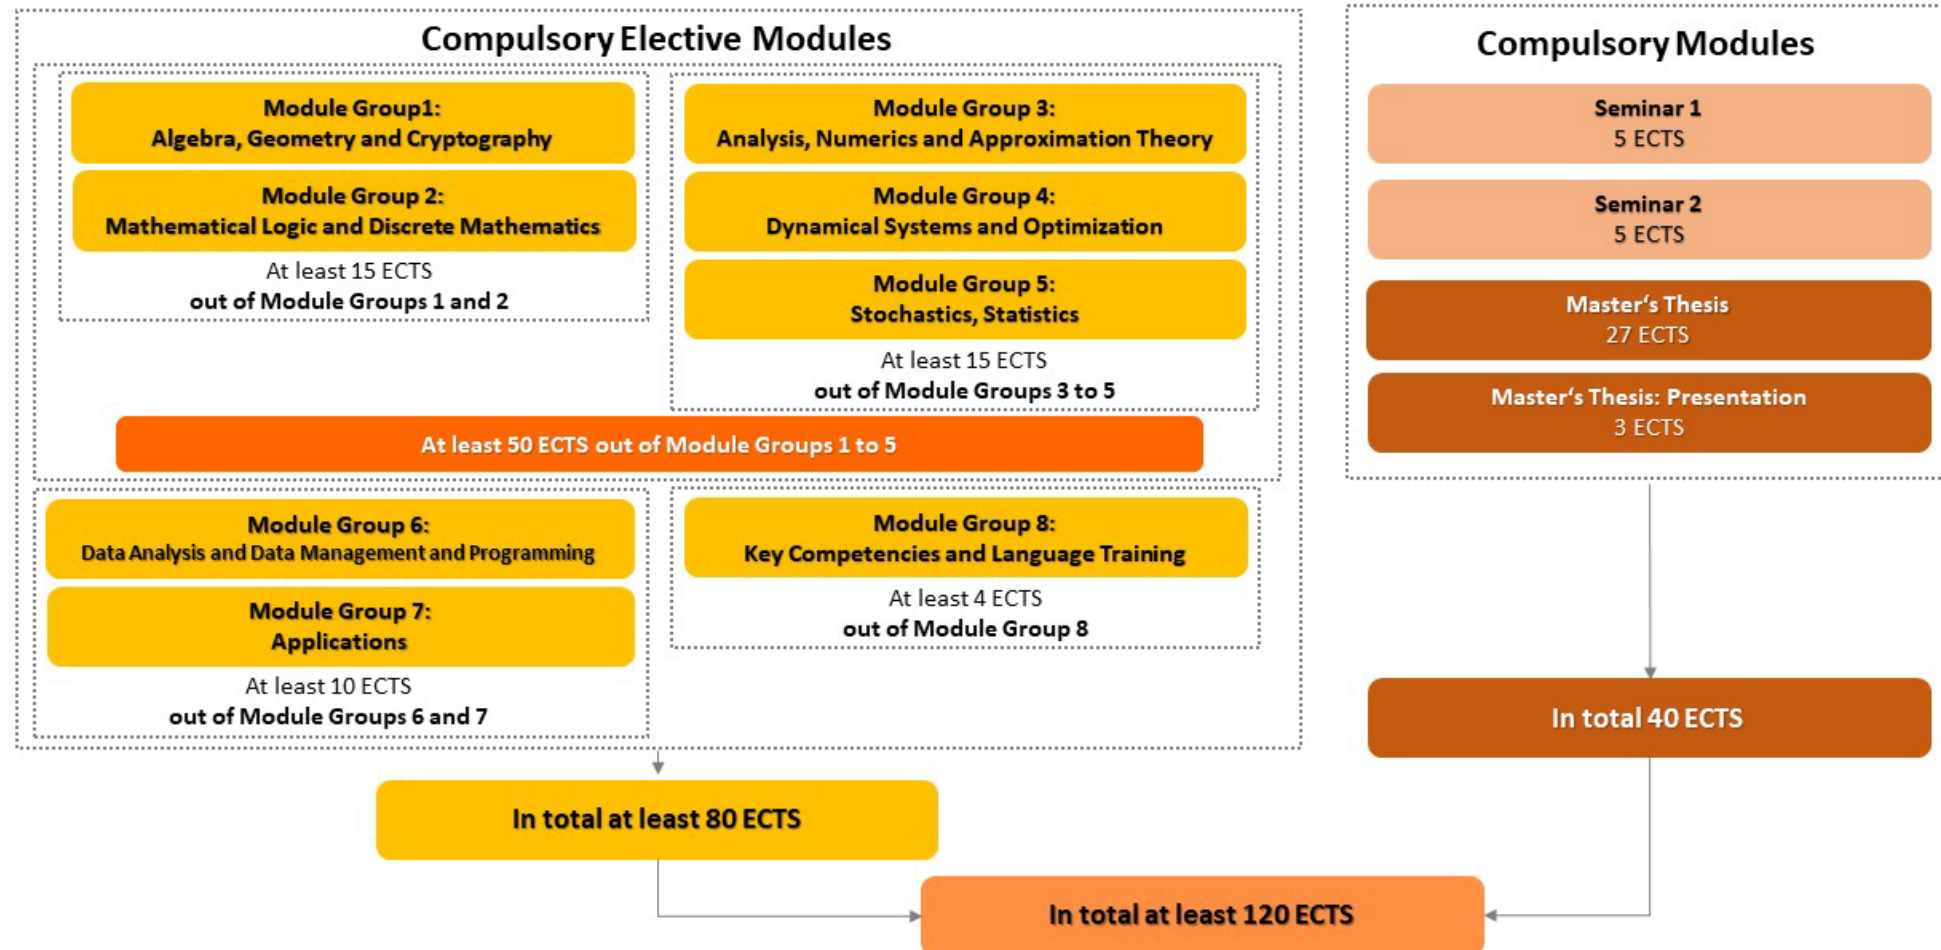 Compulsory Elective Modules
Module Group1:
Algebra, Geometry and Cryptography
Module Group 2:
Mathematical Logic and Discrete Mathematics
At least 15 ECTS
out of Module Groups 1 and 2
Module Group 3:
Analysis, Numerics and Approximation Theory
Module Group 4:
Dynamical Systems and Optimization
Module Group 5:
Stochastics, Statistics
At least 15 ECTS
out of Module Groups 3 to 5
At least 50 ECTS out of Module Groups 1 to 5
Module Group 6:
Data Analysis and Data Management and Programming
Module Group 7:
Applications
At least 10 ECTS
out of Module Groups 6 and 7
Module Group 8:
Key Competencies and Language Training
At least 4 ECTS
out of Module Group 8
In total at least 80 ECTS
Compulsory Modules
Seminar 1
5 ECTS
Seminar 2
5 ECTS
Master‘s Thesis
27 ECTS
Master‘s Thesis: Presentation
3 ECTS
In total 40 ECTS
In total at least 120 ECTS